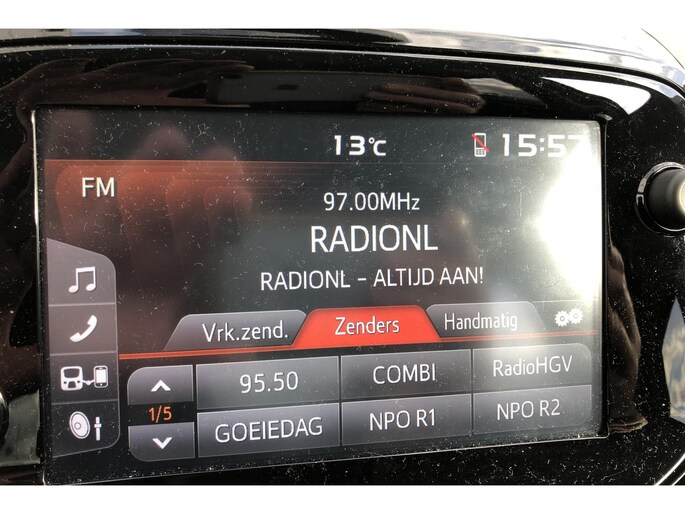 13°C 15:57
FM
97.00MHz
RADIONL
RADIONL - ALTIJD AAN!
Vrk.zend. Zenders Handmatig
95.50 COMBI RadioHGV
1/5
GOEIEDAG NPO R1 NPO R2